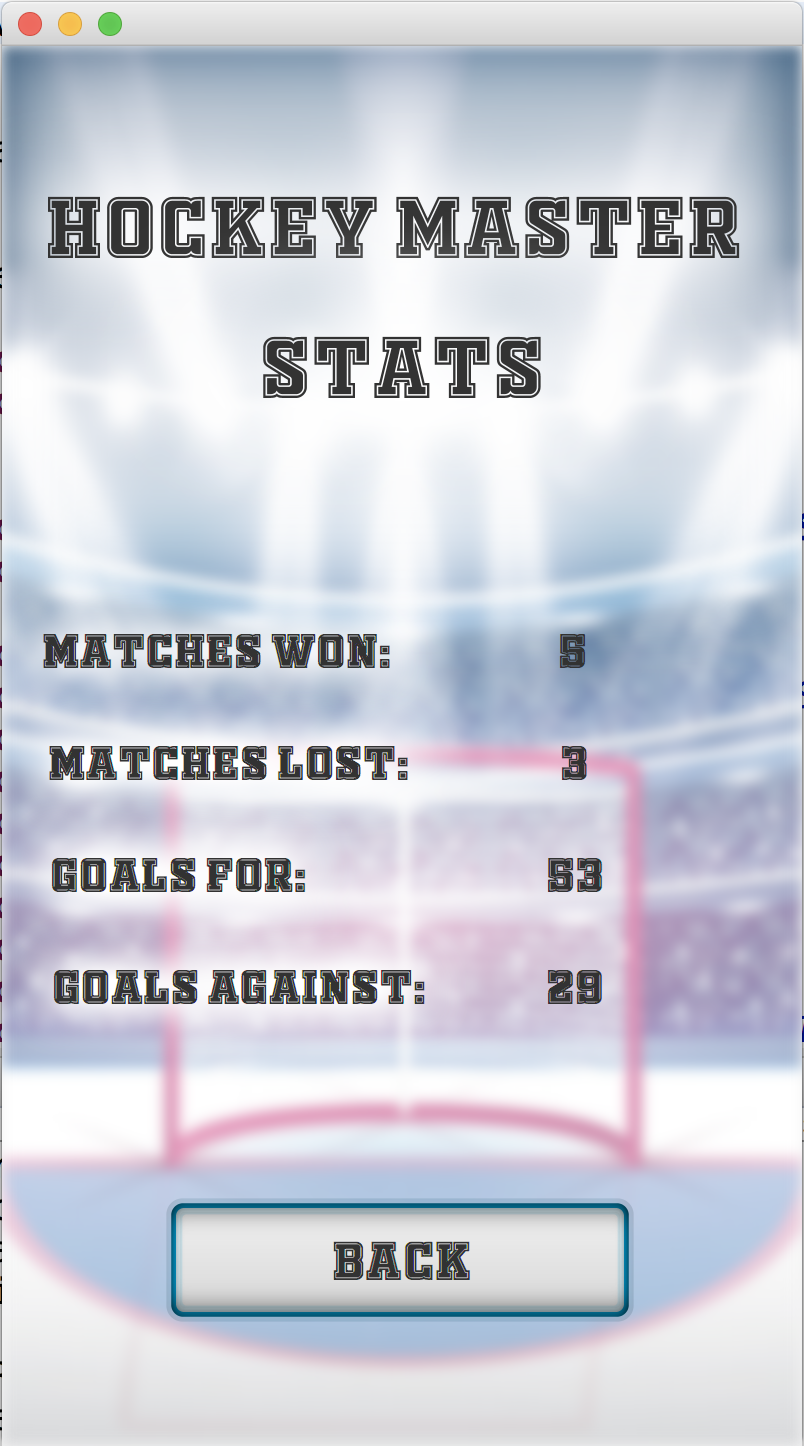 HOCKEY MASTER
STATS
MATCHES WON: 5
MATCHES LOST: 3
GOALS FOR: 53
GOALS AGAINST: 29
BACK